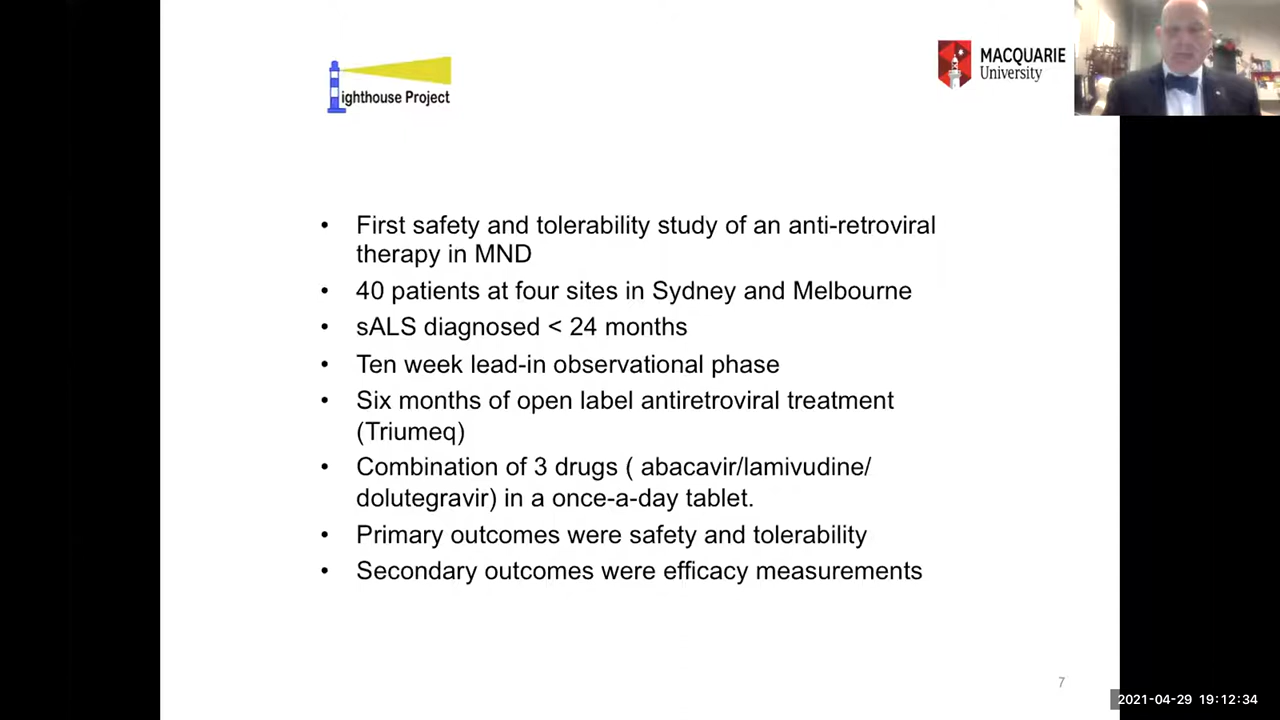 ighthouse Project
MACQUARIE
University
• First safety and tolerability study of an anti-retroviral
therapy in MND
• 40 patients at four sites in Sydney and Melbourne
• sALS diagnosed < 24 months
• Ten week lead-in observational phase
• Six months of open label antiretroviral treatment
(Triumeq)
• Combination of 3 drugs ( abacavir/lamivudine/
dolutegravir) in a once-a-day tablet.
• Primary outcomes were safety and tolerability
• Secondary outcomes were efficacy measurements
7
2021-04-29 19:12:34